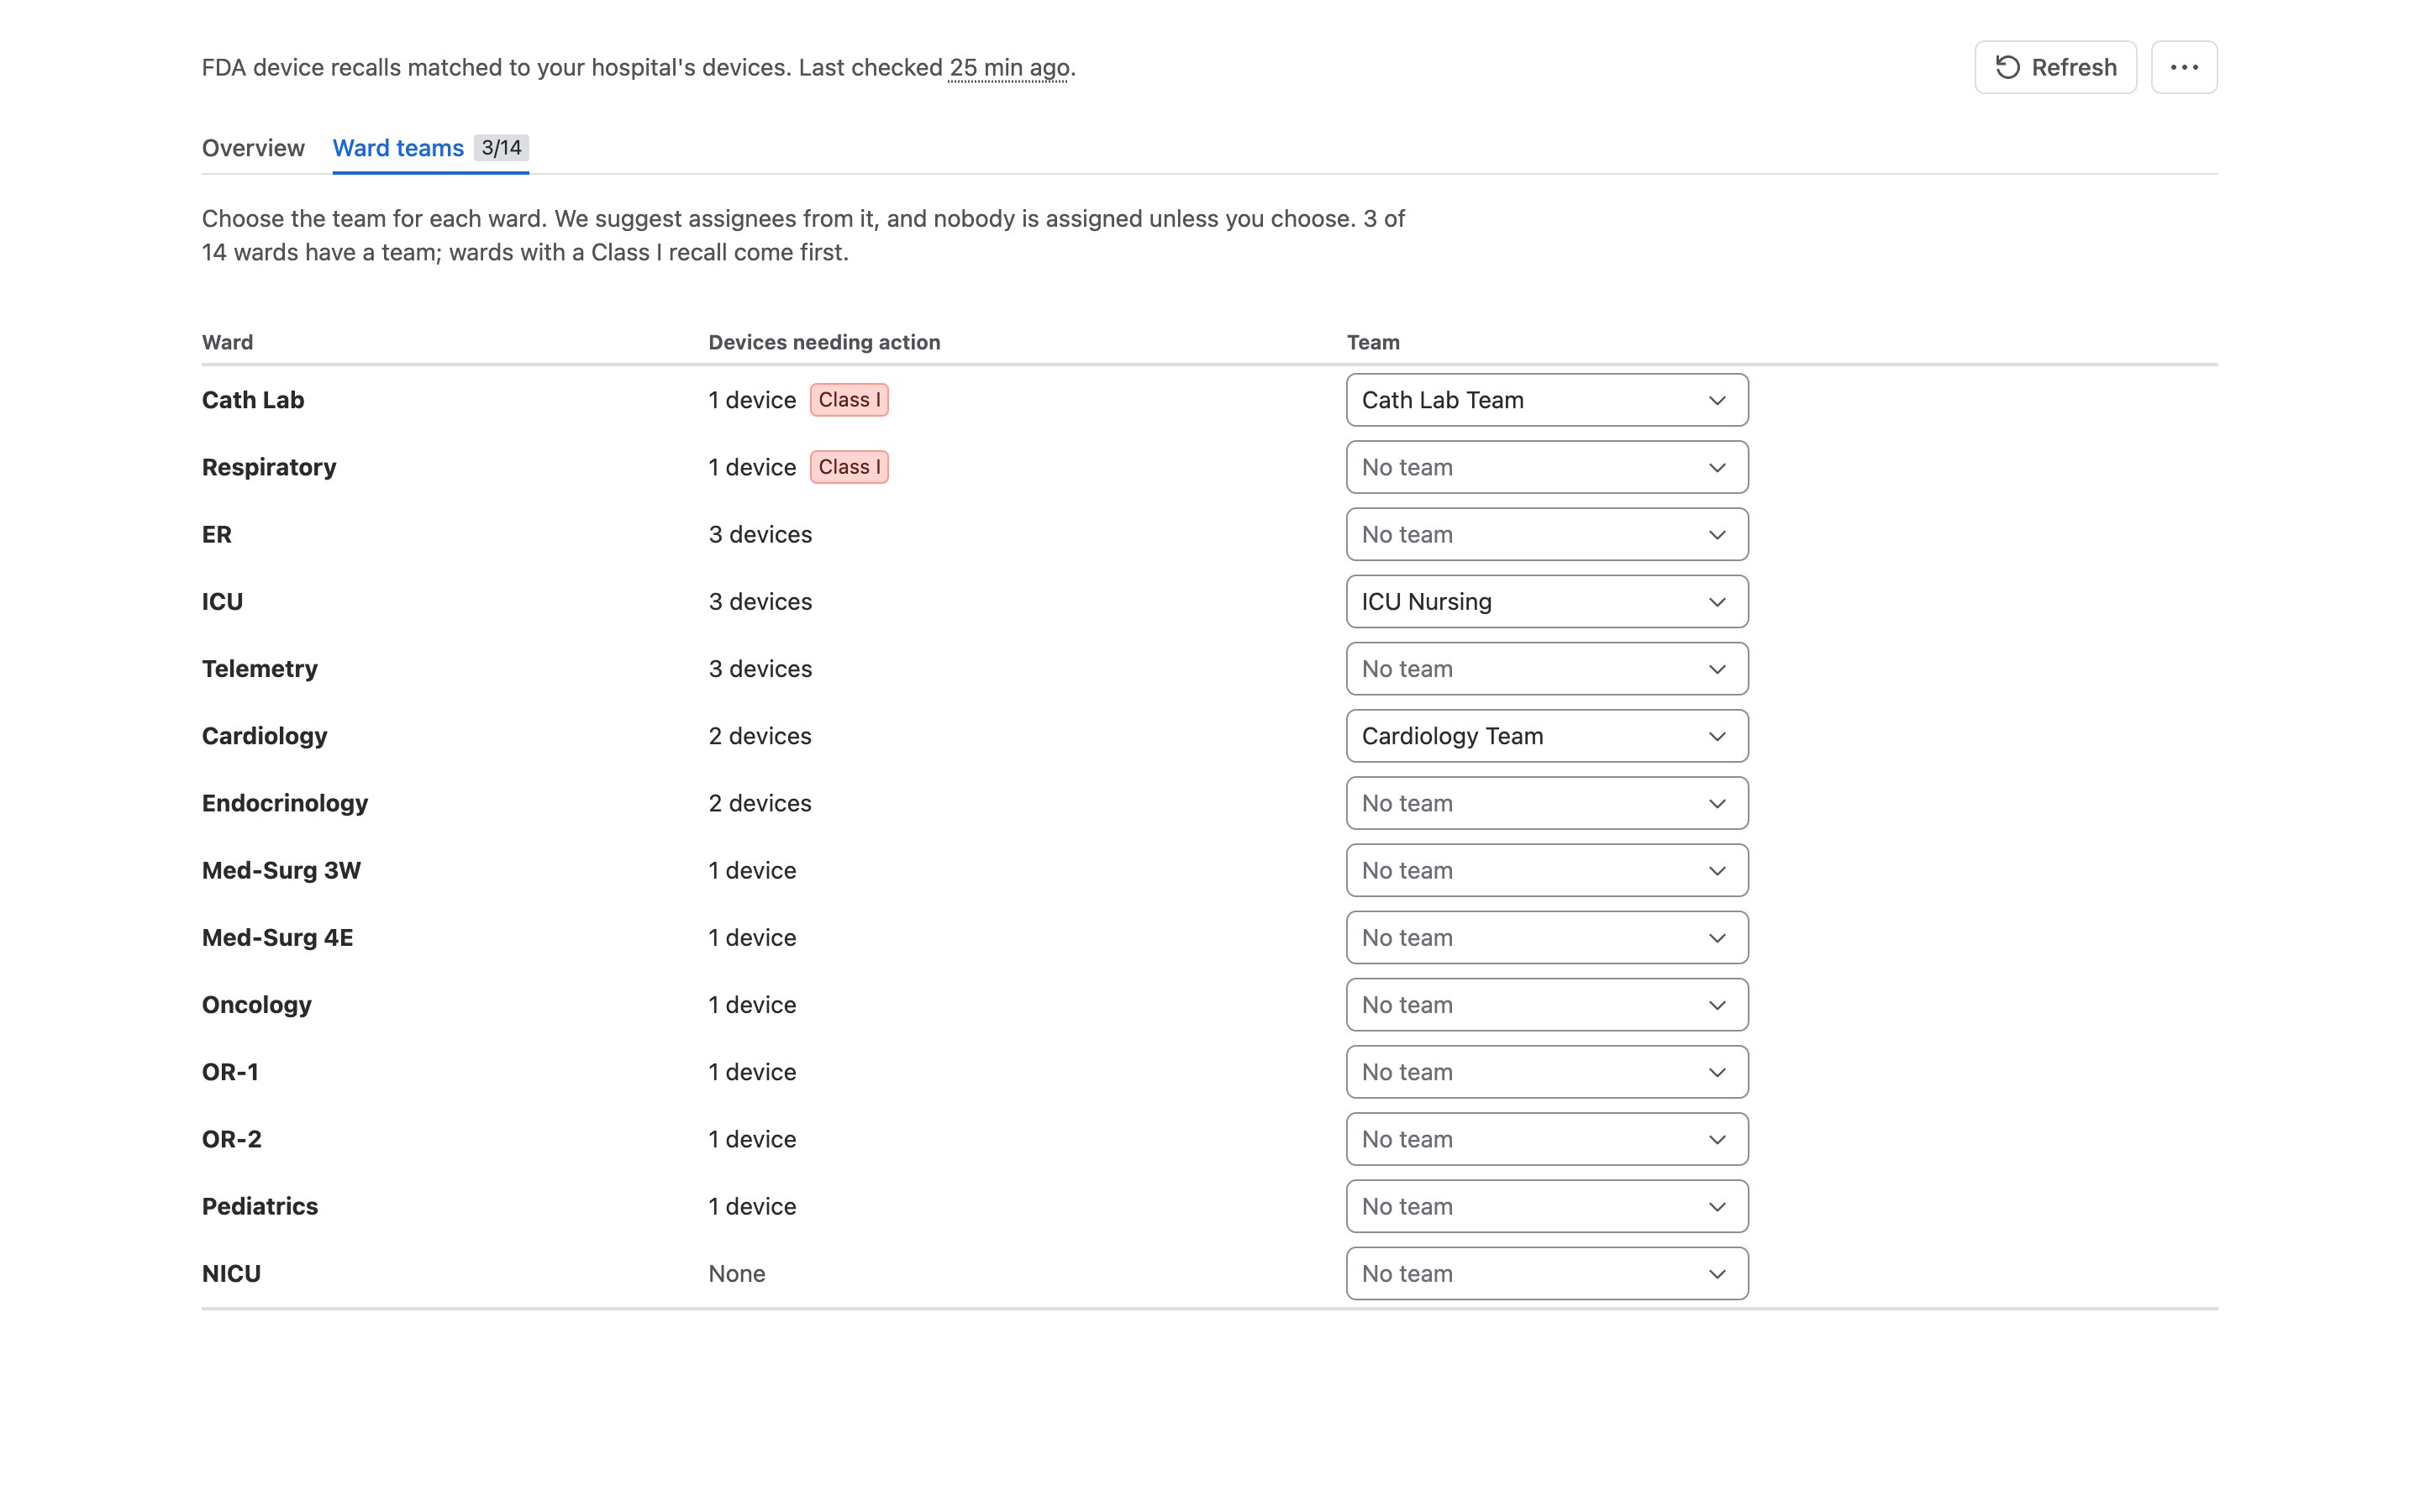 FDA device recalls matched to your hospital's devices. Last checked 25 min ago.
Refresh
Overview
Ward teams 3/14
Choose the team for each ward. We suggest assignees from it, and nobody is assigned unless you choose. 3 of
14 wards have a team; wards with a Class I recall come first.
Ward Devices needing action Team
Cath Lab 1 device Class I Cath Lab Team
Respiratory 1 device Class I No team
ER 3 devices No team
ICU 3 devices ICU Nursing
Telemetry 3 devices No team
Cardiology 2 devices Cardiology Team
Endocrinology 2 devices No team
Med-Surg 3W 1 device No team
Med-Surg 4E 1 device No team
Oncology 1 device No team
OR-1 1 device No team
OR-2 1 device No team
Pediatrics 1 device No team
NICU None No team